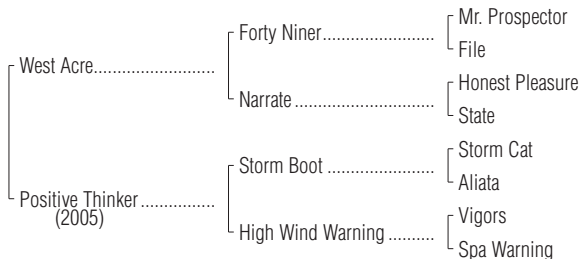 Mr. Prospector
Forty Niner
File
West Acre
Honest Pleasure
Narrate
State
Storm Cat
Storm Boot
Aliata
Positive Thinker
(2005)
Vigors
High Wind Warning
Spa Warning